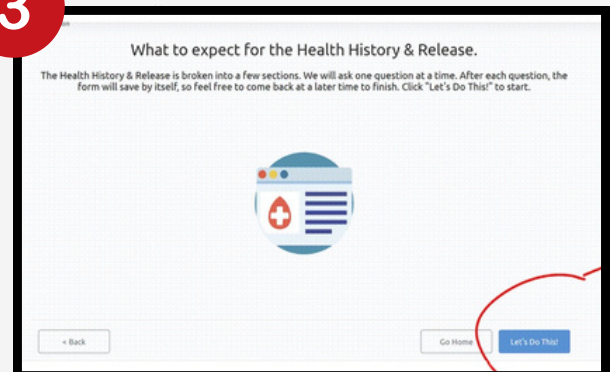 3
What to expect for the Health History & Release.
The Health History & Release is broken into a few sections. We will ask one question at a time. After each question, the
form will save by itself, so feel free to come back at a later time to finish. Click "Let's Do This!" to start.
< Back
Go Home
Let's Do This!